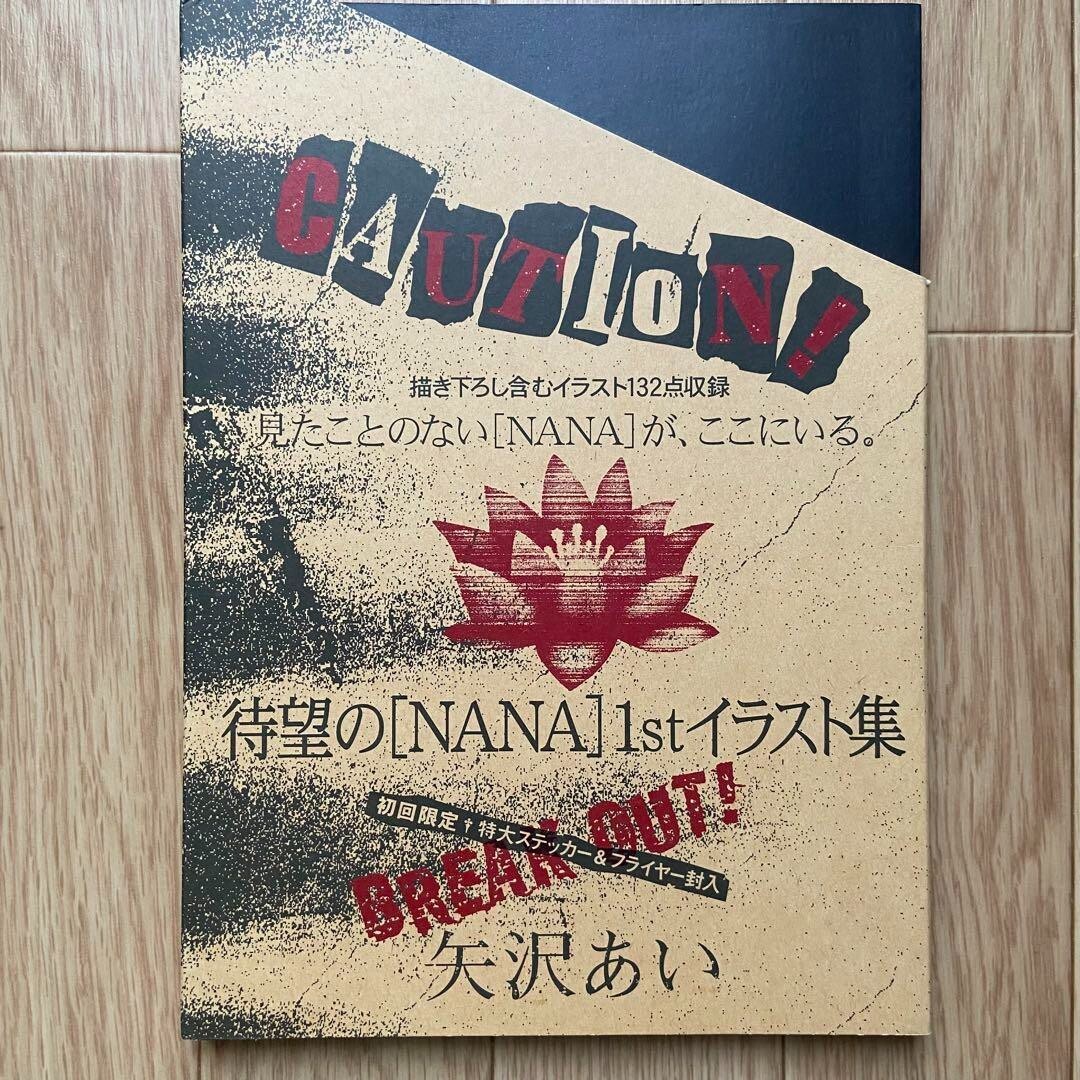 CAUTION!
描き下ろし含むイラスト132点収録
見たことのない[NANA]が、ここにいる。
待望の[NANA]1stイラスト集
BREAK OUT!
初回限定†特大ステッカー&フライヤー封入
矢沢あい